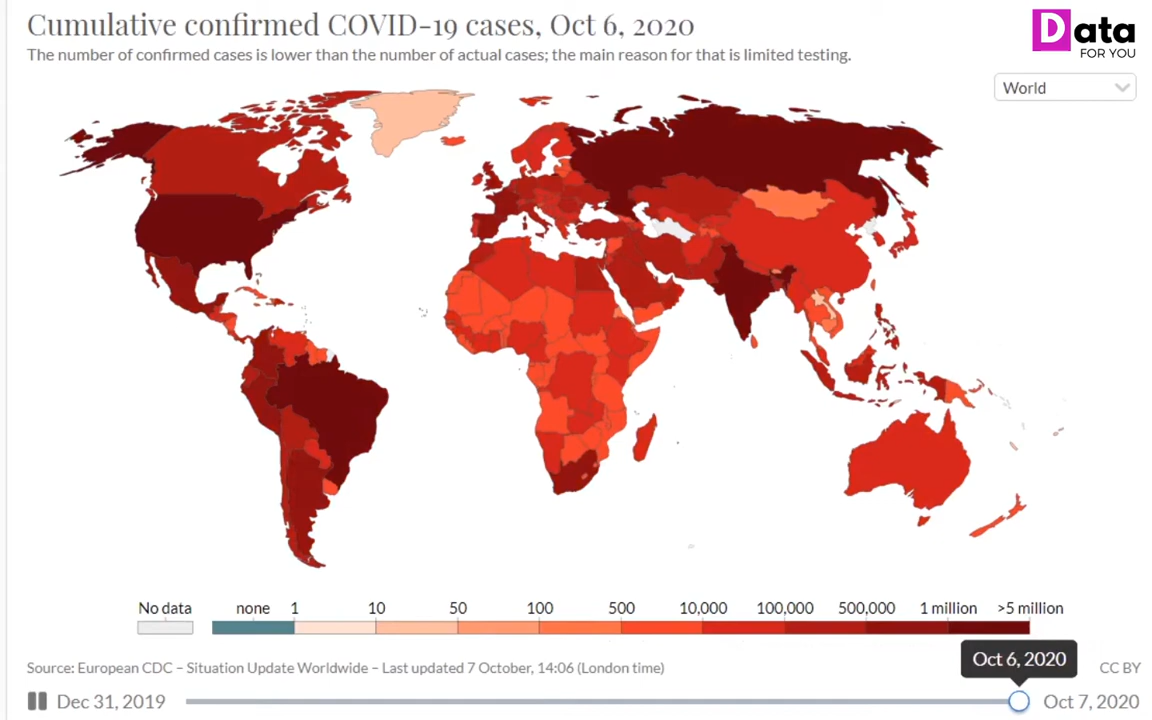 Cumulative confirmed COVID-19 cases, Oct 6, 2020
Data
FOR YOU
The number of confirmed cases is lower than the number of actual cases; the main reason for that is limited testing.
World
No data none 1 10 50 100 500 10,000 100,000 500,000 1 million >5 million
Oct 6, 2020
Source: European CDC – Situation Update Worldwide – Last updated 7 October, 14:06 (London time) CC BY
Dec 31, 2019 Oct 7, 2020